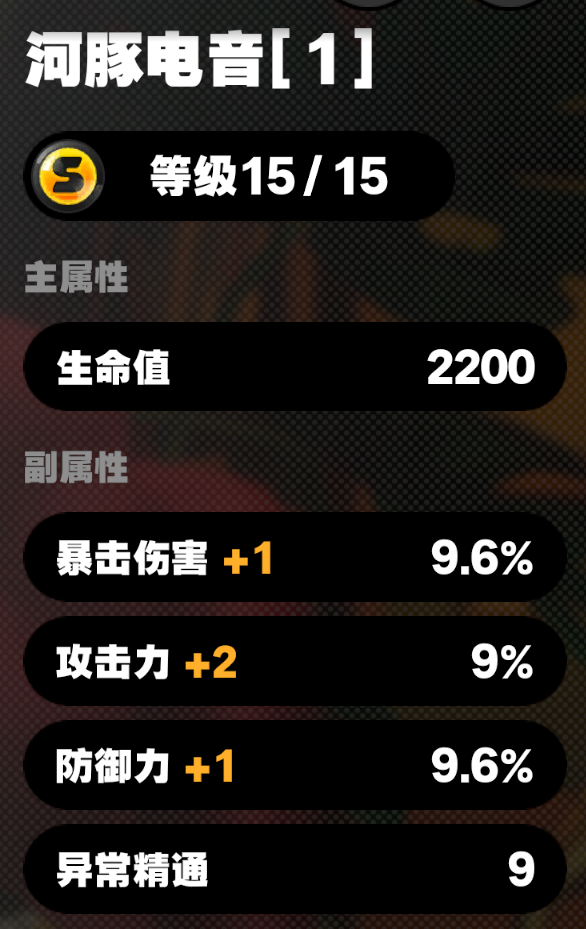 河豚电音[1]
S 等级15/15
主属性
生命值 2200
副属性
暴击伤害 +1 9.6%
攻击力 +2 9%
防御力 +1 9.6%
异常精通 9